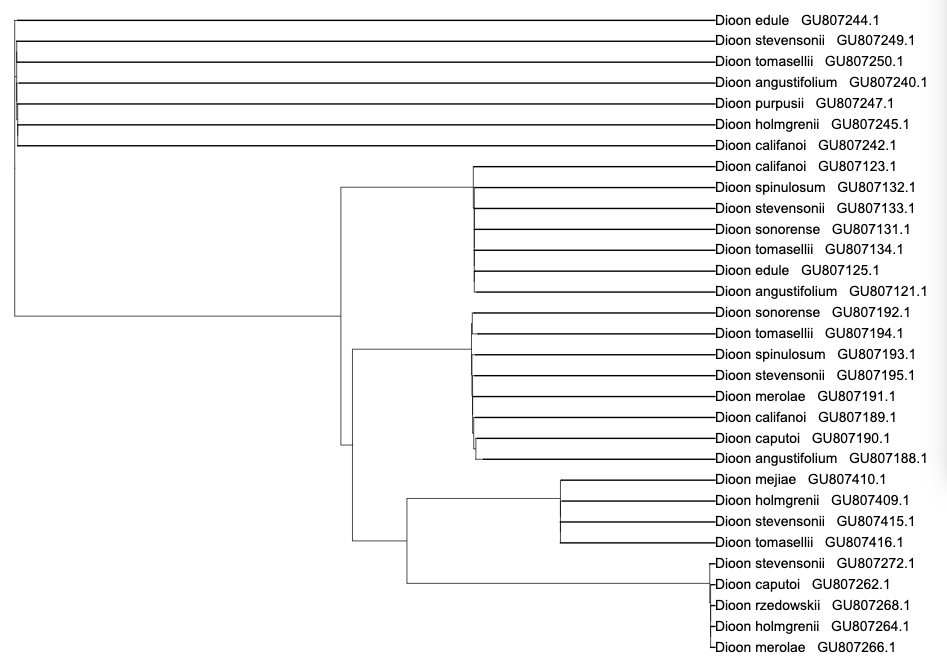 Dioon edule GU807244.1
Dioon stevensonii GU807249.1
Dioon tomasellii GU807250.1
Dioon angustifolium GU807240.1
Dioon purpusii GU807247.1
Dioon holmgrenii GU807245.1
Dioon califanoi GU807242.1
Dioon califanoi GU807123.1
Dioon spinulosum GU807132.1
Dioon stevensonii GU807133.1
Dioon sonorense GU807131.1
Dioon tomasellii GU807134.1
Dioon edule GU807125.1
Dioon angustifolium GU807121.1
Dioon sonorense GU807192.1
Dioon tomasellii GU807194.1
Dioon spinulosum GU807193.1
Dioon stevensonii GU807195.1
Dioon merolae GU807191.1
Dioon califanoi GU807189.1
Dioon caputoi GU807190.1
Dioon angustifolium GU807188.1
Dioon mejiae GU807410.1
Dioon holmgrenii GU807409.1
Dioon stevensonii GU807415.1
Dioon tomasellii GU807416.1
Dioon stevensonii GU807272.1
Dioon caputoi GU807262.1
Dioon rzedowskii GU807268.1
Dioon holmgrenii GU807264.1
Dioon merolae GU807266.1